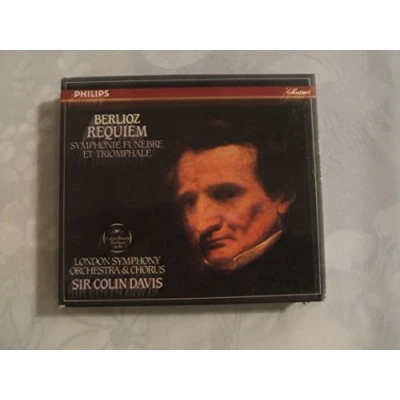 PHILIPS
BERLIOZ
REQUIEM
SYMPHONIE FUNÈBRE
ET TRIOMPHALE
LONDON SYMPHONY
ORCHESTRA & CHORUS
SIR COLIN DAVIS